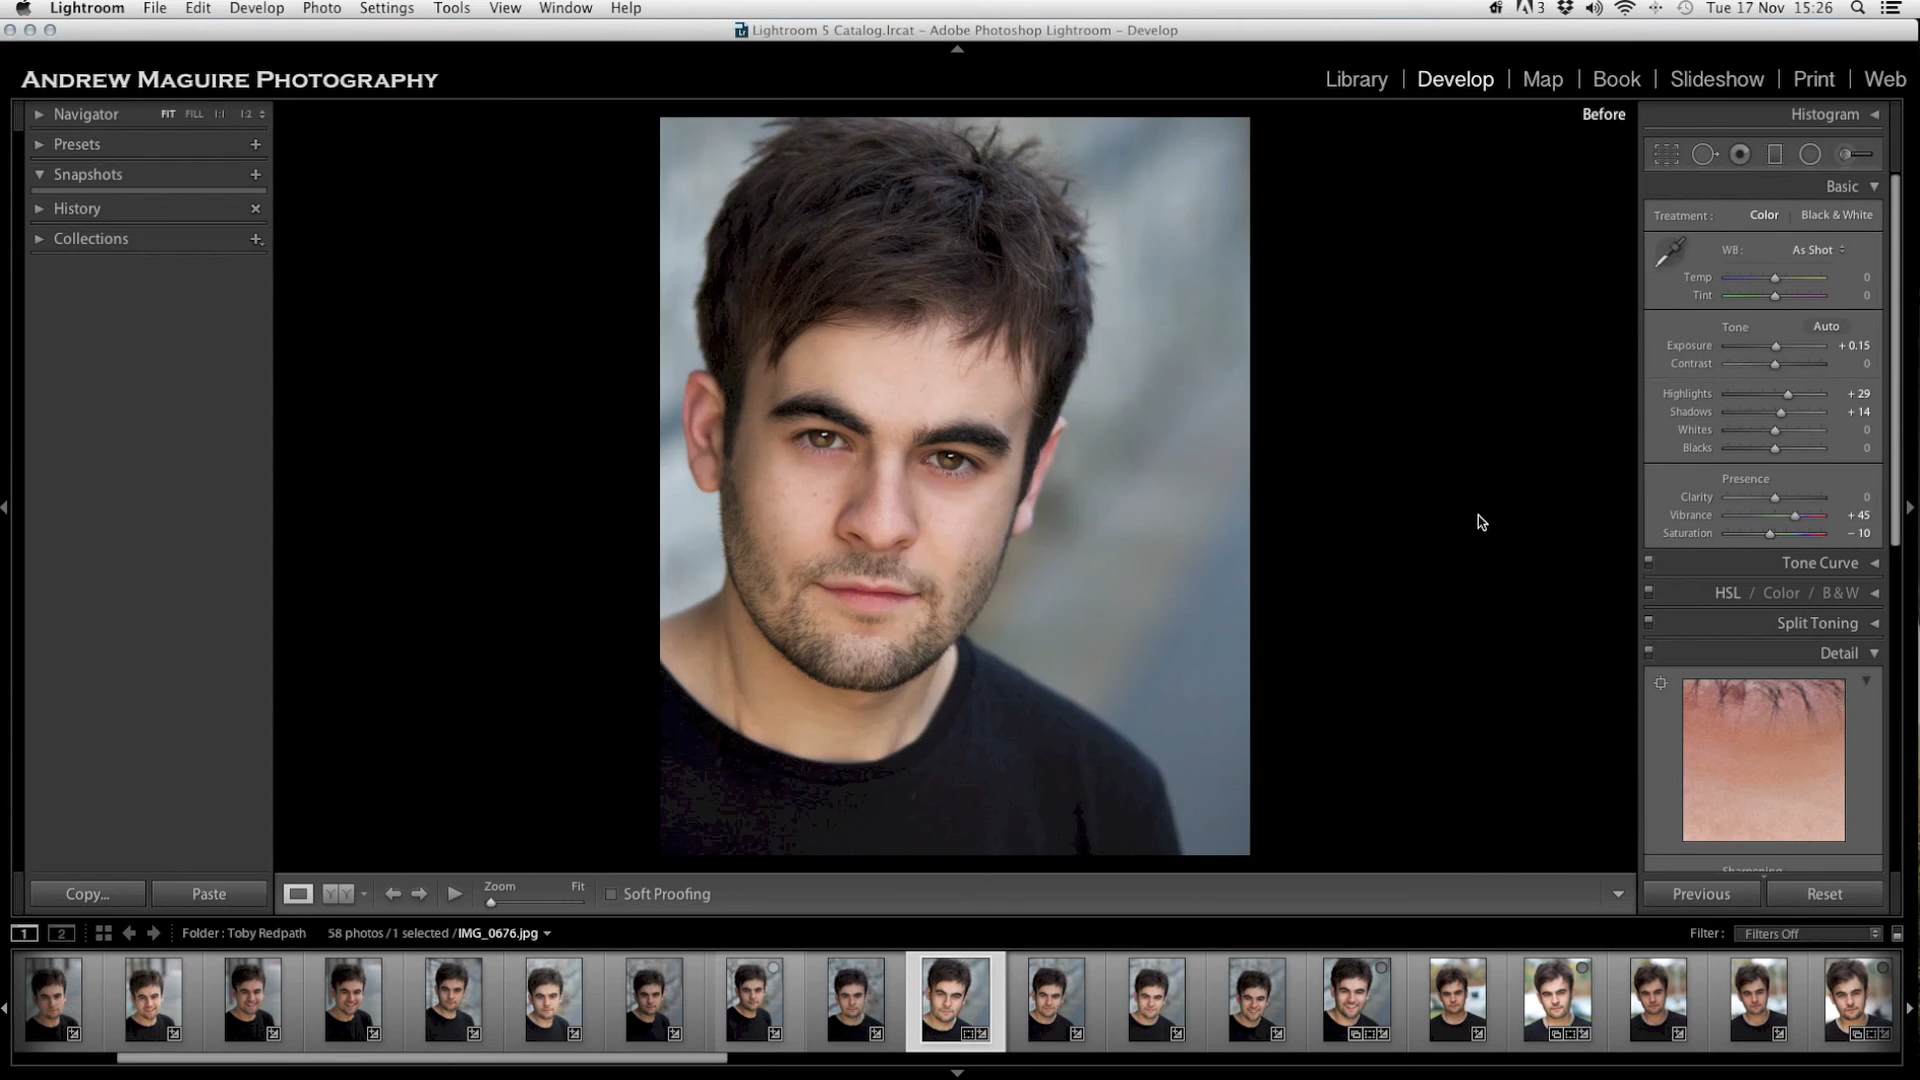 Lightroom File Edit Develop Photo Settings Tools View Window Help 3 Tue 17 Nov 15:26
Lightroom 5 Catalog.lrcat – Adobe Photoshop Lightroom – Develop
ANDREW MAGUIRE PHOTOGRAPHY
Library | Develop | Map | Book | Slideshow | Print | Web
Navigator FIT FILL 1:1 1:2
Presets
Snapshots
History
Collections
Before
Histogram
Basic
Treatment : Color | Black & White
WB : As Shot
Temp 0
Tint 0
Tone Auto
Exposure + 0.15
Contrast 0
Highlights + 29
Shadows + 14
Whites 0
Blacks 0
Presence
Clarity 0
Vibrance + 45
Saturation – 10
Tone Curve
HSL / Color / B & W
Split Toning
Detail
Sharpening
Copy... Paste
YY Zoom Fit Soft Proofing
Previous Reset
1 2 Folder : Toby Redpath 58 photos / 1 selected / IMG_0676.jpg
Filter : Filters Off